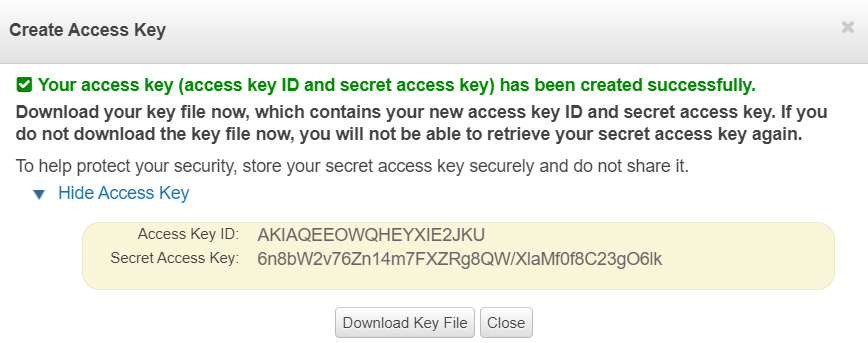 Create Access Key
Your access key (access key ID and secret access key) has been created successfully.
Download your key file now, which contains your new access key ID and secret access key. If you
do not download the key file now, you will not be able to retrieve your secret access key again.
To help protect your security, store your secret access key securely and do not share it.
Hide Access Key
Access Key ID: AKIAQEEOWQHEYXIE2JKU
Secret Access Key: 6n8bW2v76Zn14m7FXZRg8QW/XlaMf0f8C23gO6lk
Download Key File Close